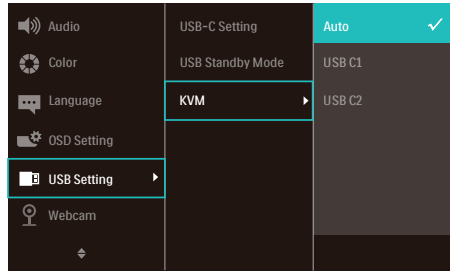 Audio
Color
Language
OSD Setting
USB Setting
Webcam
USB-C Setting
USB Standby Mode
KVM
Auto
USB C1
USB C2